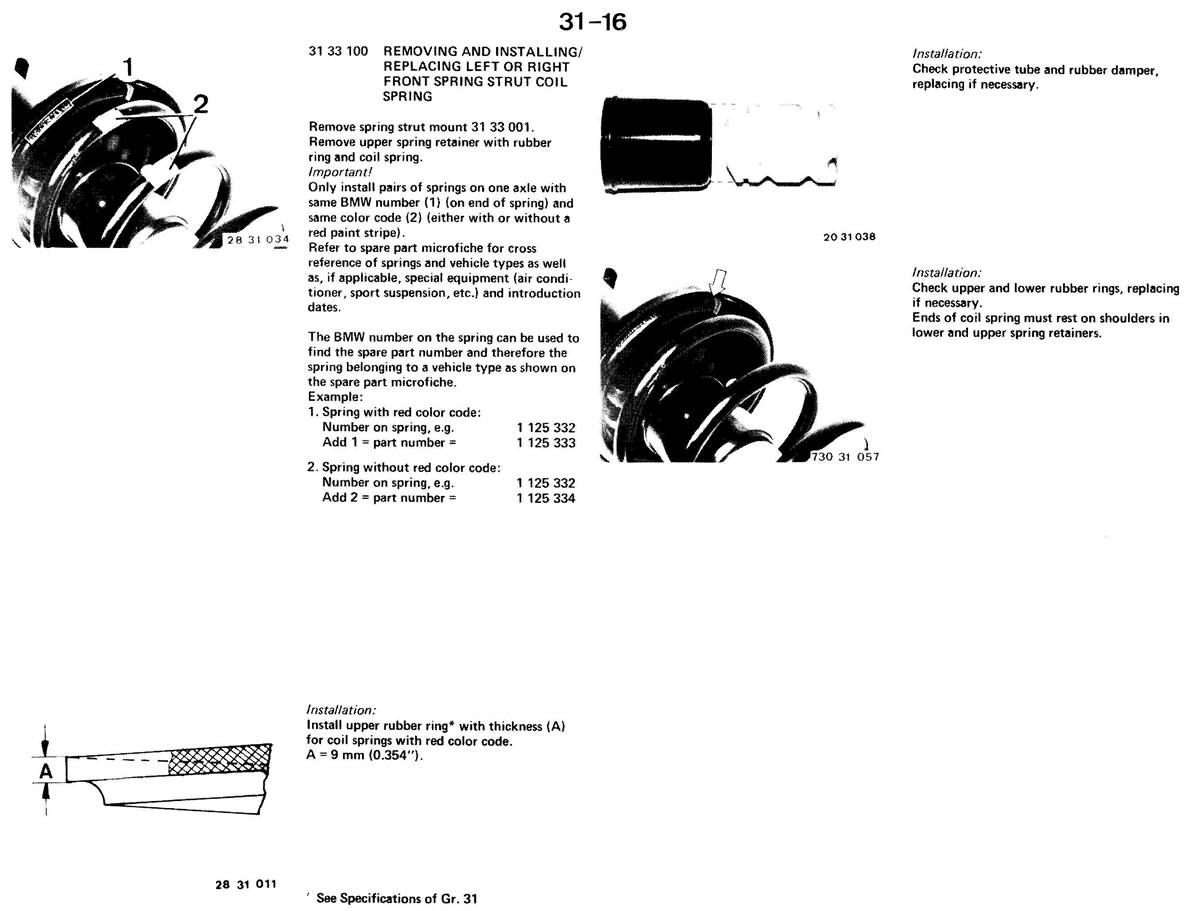 31-16
1
2
28 31 034
31 33 100 REMOVING AND INSTALLING/
REPLACING LEFT OR RIGHT
FRONT SPRING STRUT COIL
SPRING
Remove spring strut mount 31 33 001.
Remove upper spring retainer with rubber
ring and coil spring.
Important!
Only install pairs of springs on one axle with
same BMW number (1) (on end of spring) and
same color code (2) (either with or without a
red paint stripe).
Refer to spare part microfiche for cross
reference of springs and vehicle types as well
as, if applicable, special equipment (air condi-
tioner, sport suspension, etc.) and introduction
dates.
The BMW number on the spring can be used to
find the spare part number and therefore the
spring belonging to a vehicle type as shown on
the spare part microfiche.
Example:
1. Spring with red color code:
Number on spring, e.g. 1 125 332
Add 1 = part number = 1 125 333
2. Spring without red color code:
Number on spring, e.g. 1 125 332
Add 2 = part number = 1 125 334
A
28 31 011
Installation:
Install upper rubber ring* with thickness (A)
for coil springs with red color code.
A = 9 mm (0.354").
' See Specifications of Gr. 31
20 31 038
Installation:
Check protective tube and rubber damper,
replacing if necessary.
730 31 057
Installation:
Check upper and lower rubber rings, replacing
if necessary.
Ends of coil spring must rest on shoulders in
lower and upper spring retainers.